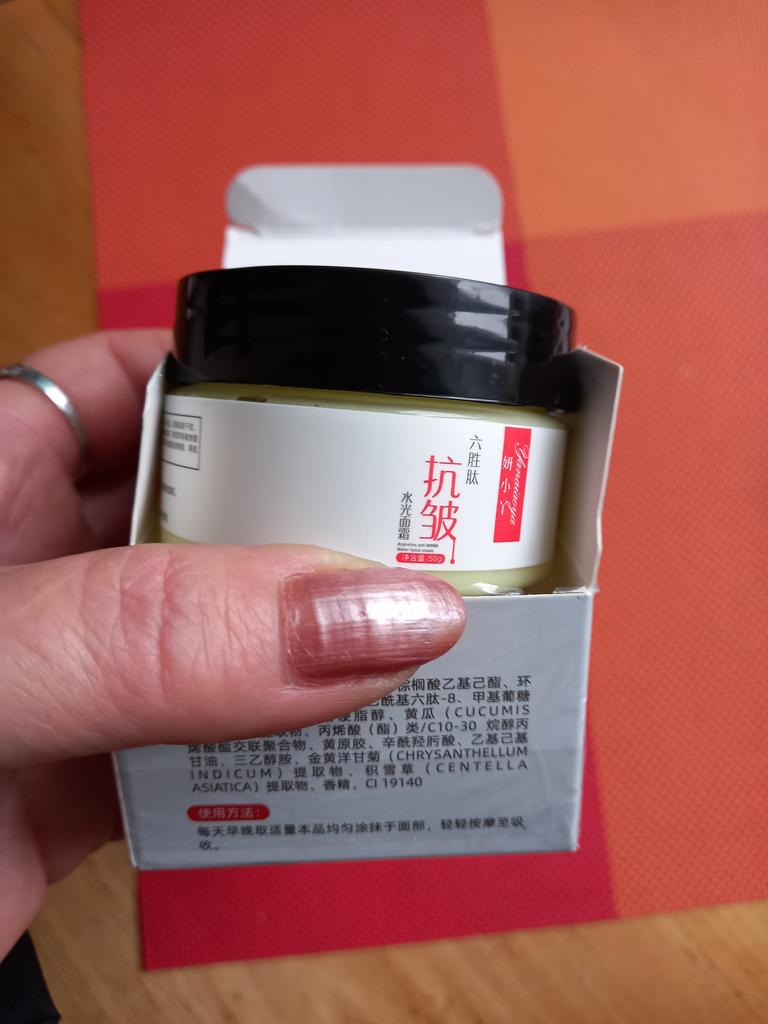 妍小丫
Yanxiaoya
六胜肽
抗皱
水光面霜
Water facial cream
净含量:50g
棕榈酸乙基己酯、环
乙酰基六肽-8、甲基葡糖
硬脂醇、黄瓜(CUCUMIS
取物、丙烯酸(酯)类/C10-30 烷醇丙
烯酸酯交联聚合物、黄原胶、辛酰羟肟酸、乙基己基
甘油、三乙醇胺、金黄洋甘菊(CHRYSANTHELLUM
INDICUM)提取物、积雪草(CENTELLA
ASIATICA)提取物、香精、CI 19140
使用方法:
每天早晚取适量本品均匀涂抹于面部,轻轻按摩至吸
收。